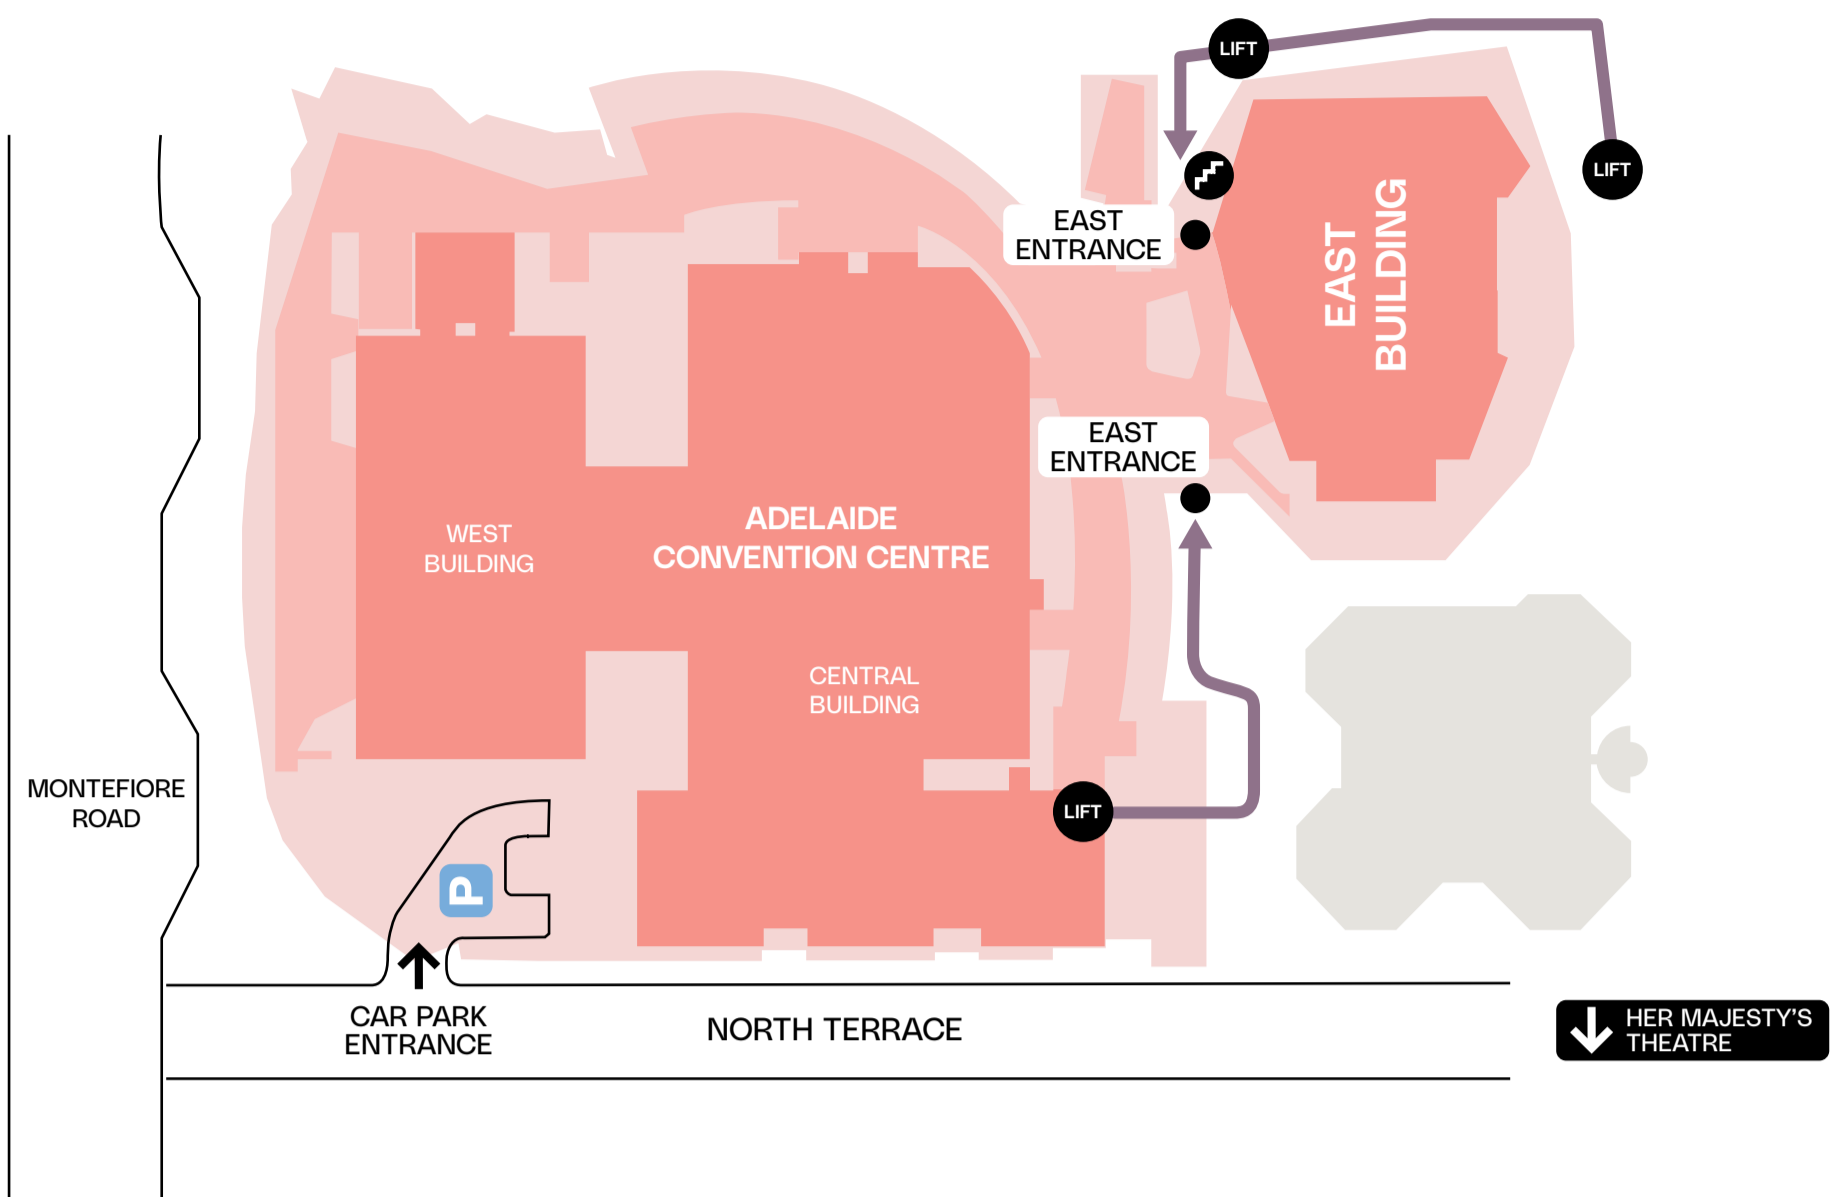 LIFT
LIFT
EAST
ENTRANCE
EAST
BUILDING
EAST
ENTRANCE
WEST
BUILDING
ADELAIDE
CONVENTION CENTRE
CENTRAL
BUILDING
MONTEFIORE
ROAD
LIFT
P
CAR PARK
ENTRANCE
NORTH TERRACE
HER MAJESTY'S
THEATRE